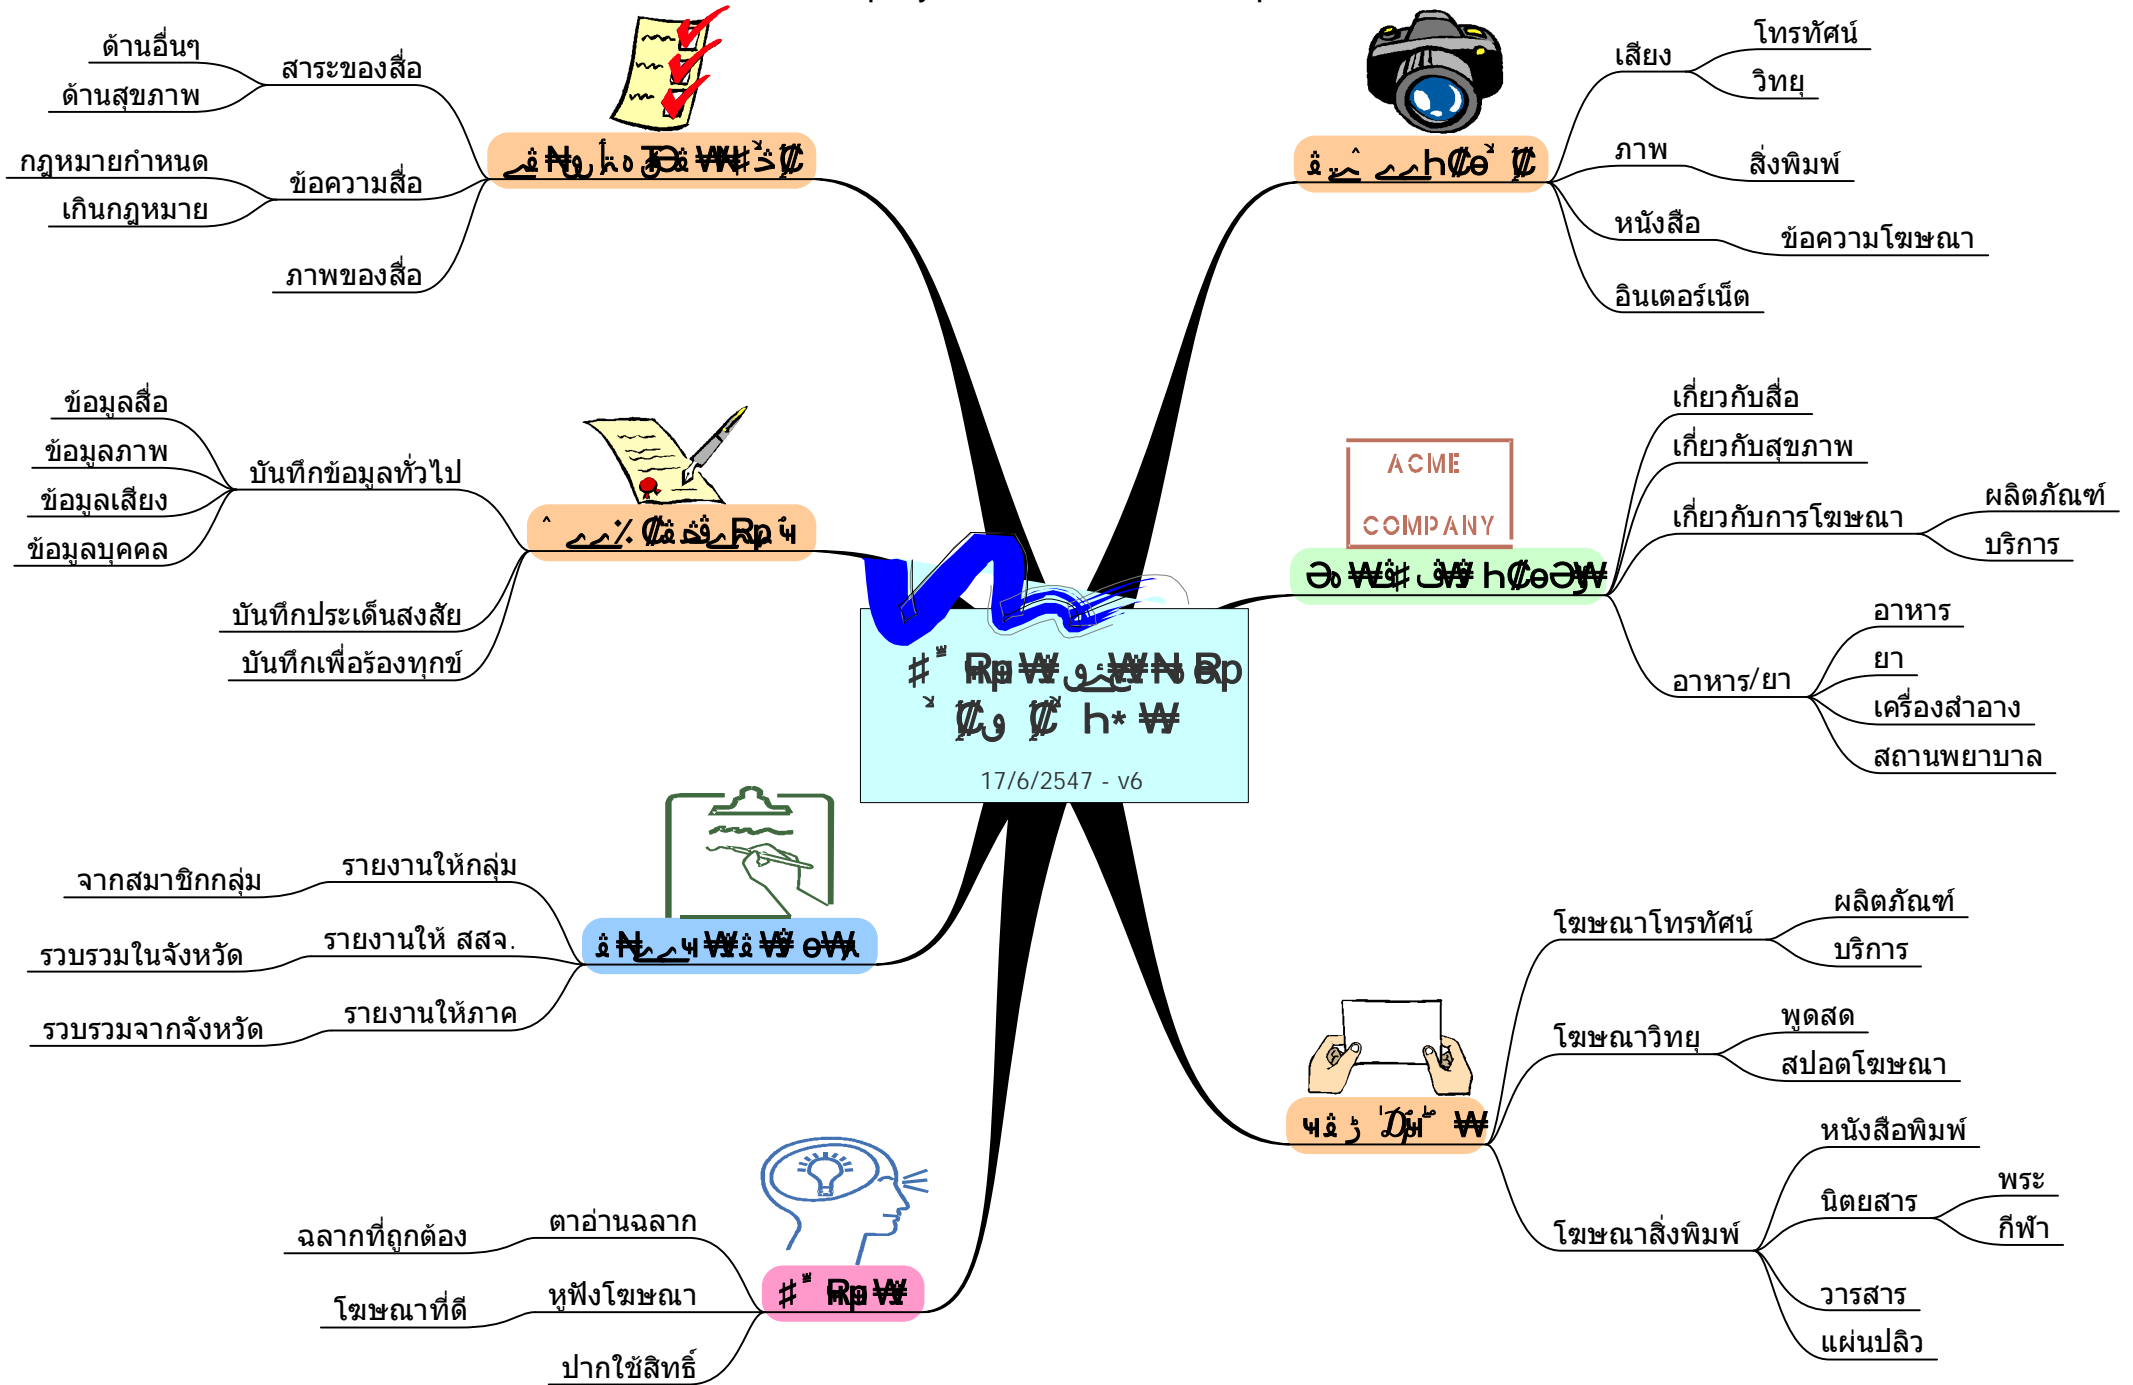 ด้านอื่นๆ
ด้านสุขภาพ
สาระของสื่อ
กฎหมายกำหนด
เกินกฎหมาย
ข้อความสื่อ
ภาพของสื่อ
เสียง
โทรทัศน์
วิทยุ
ภาพ
สิ่งพิมพ์
หนังสือ
ข้อความโฆษณา
อินเตอร์เน็ต
ข้อมูลสื่อ
ข้อมูลภาพ
ข้อมูลเสียง
ข้อมูลบุคคล
บันทึกข้อมูลทั่วไป
บันทึกประเด็นสงสัย
บันทึกเพื่อร้องทุกข์
ACME
COMPANY
เกี่ยวกับสื่อ
เกี่ยวกับสุขภาพ
เกี่ยวกับการโฆษณา
ผลิตภัณฑ์
บริการ
อาหาร/ยา
อาหาร
ยา
เครื่องสำอาง
สถานพยาบาล
17/6/2547 - v6
จากสมาชิกกลุ่ม
รายงานให้กลุ่ม
รวบรวมในจังหวัด
รายงานให้ สสจ.
รวบรวมจากจังหวัด
รายงานให้ภาค
โฆษณาโทรทัศน์
ผลิตภัณฑ์
บริการ
โฆษณาวิทยุ
พูดสด
สปอตโฆษณา
โฆษณาสิ่งพิมพ์
หนังสือพิมพ์
นิตยสาร
พระ
กีฬา
วารสาร
แผ่นปลิว
ฉลากที่ถูกต้อง
ตาอ่านฉลาก
โฆษณาที่ดี
หูฟังโฆษณา
ปากใช้สิทธิ์